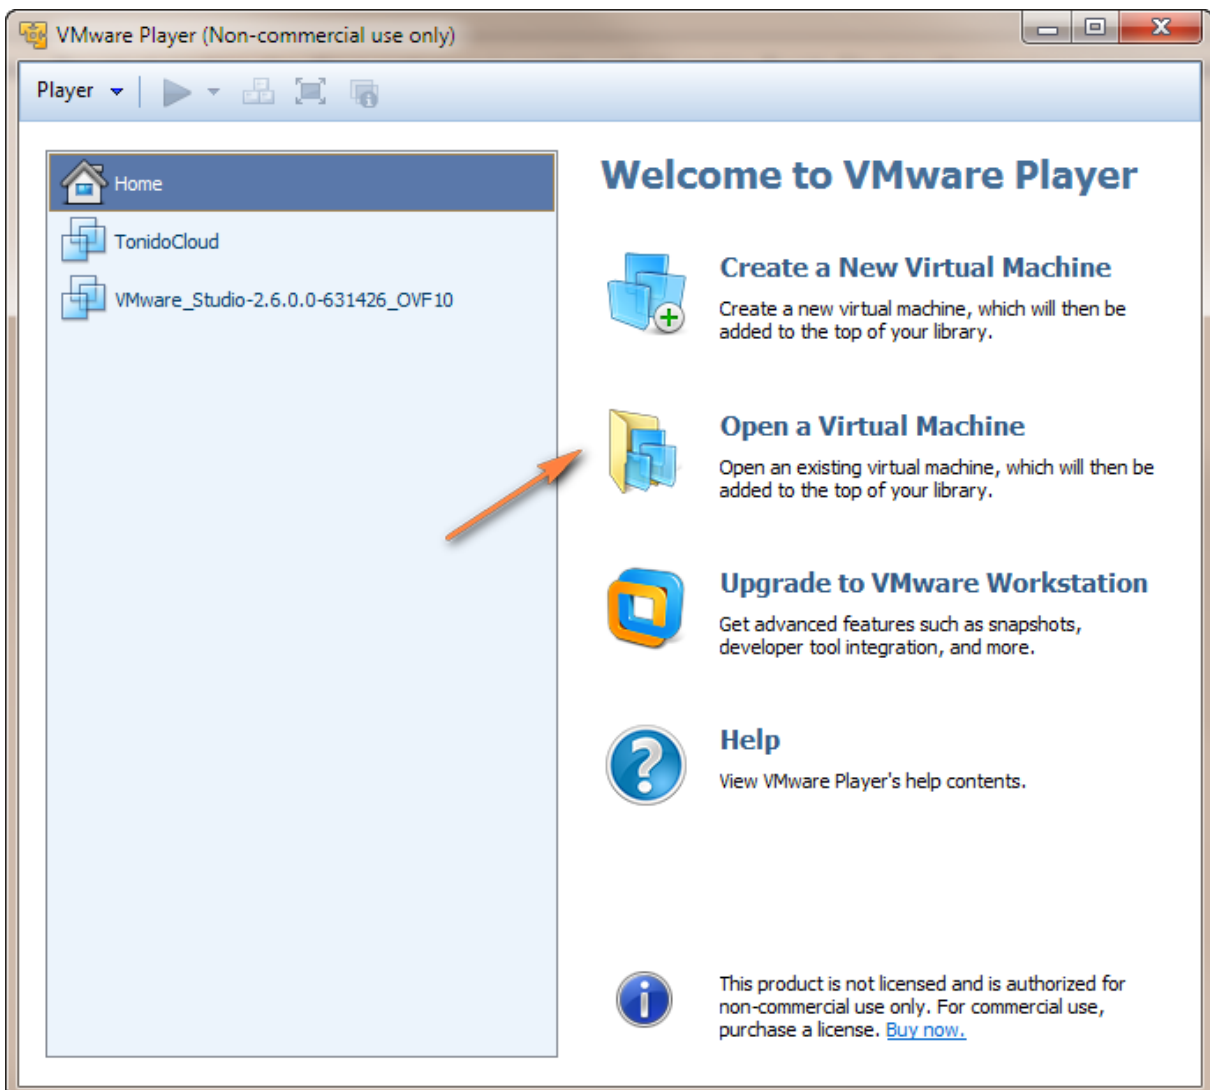 VMware Player (Non-commercial use only)
Player
Home
TonidoCloud
VMware_Studio-2.6.0.0-631426_OVF10
Welcome to VMware Player
Create a New Virtual Machine
Create a new virtual machine, which will then be
added to the top of your library.
Open a Virtual Machine
Open an existing virtual machine, which will then be
added to the top of your library.
Upgrade to VMware Workstation
Get advanced features such as snapshots,
developer tool integration, and more.
Help
View VMware Player's help contents.
This product is not licensed and is authorized for
non-commercial use only. For commercial use,
purchase a license. Buy now.